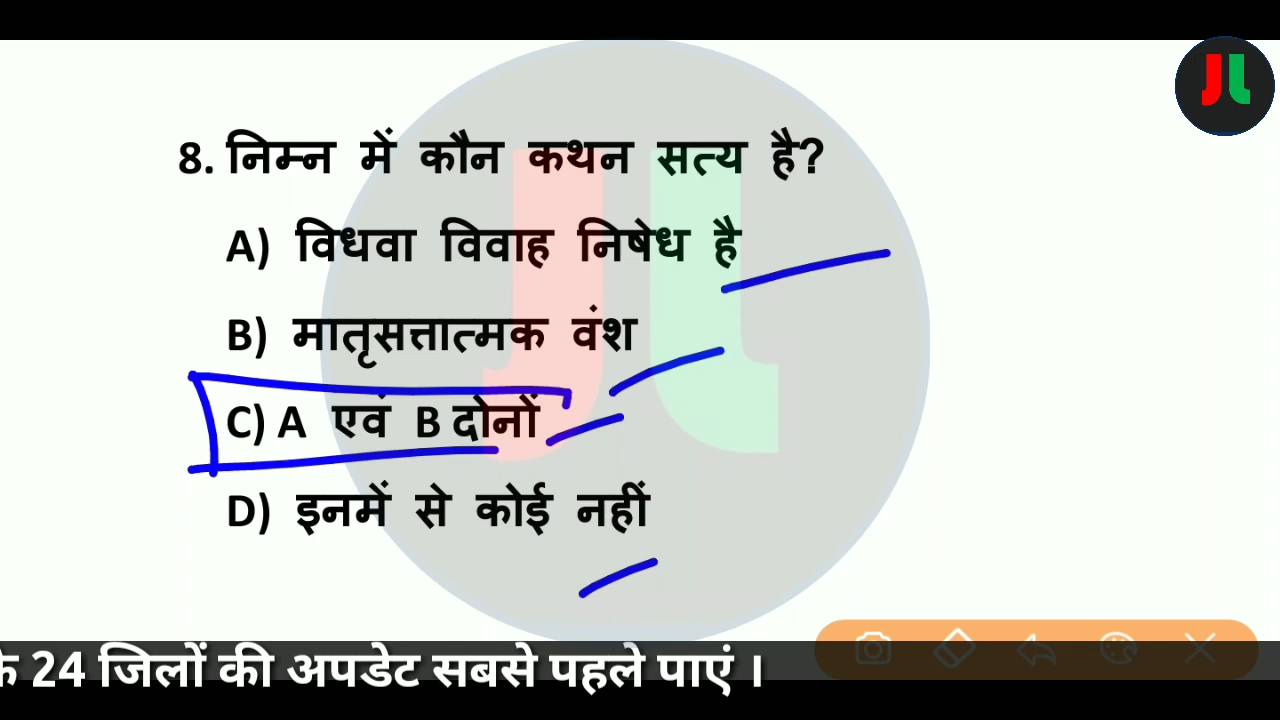 8. निम्न में कौन कथन सत्य है?
A) विधवा विवाह निषेध है
B) मातृसत्तात्मक वंश
C) A एवं B दोनों
D) इनमें से कोई नहीं
के 24 जिलों की अपडेट सबसे पहले पाएं ।